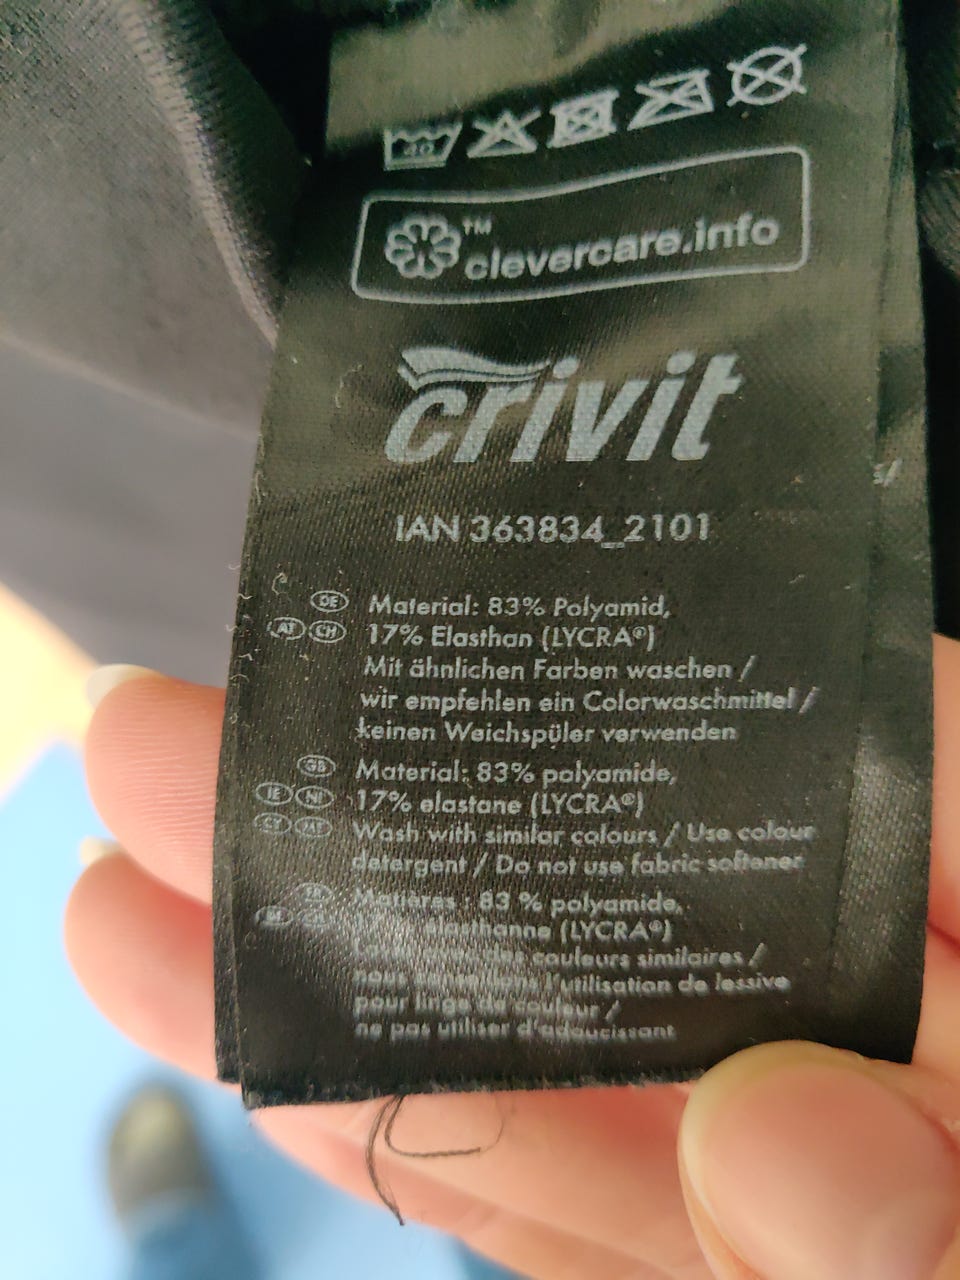 40
™
clevercare.info
crivit
IAN 363834_2101
DE Material: 83% Polyamid,
AT CH 17% Elasthan (LYCRA®)
Mit ähnlichen Farben waschen /
wir empfehlen ein Colorwaschmittel /
keinen Weichspüler verwenden
GB Material: 83% polyamide,
IE NI 17% elastane (LYCRA®)
CY MT Wash with similar colours / Use colour
detergent / Do not use fabric softener
Matières : 83 % polyamide,
élasthanne (LYCRA®)
couleurs similaires /
l'utilisation de lessive
pour linge de couleur /
ne pas utiliser d'adoucissant